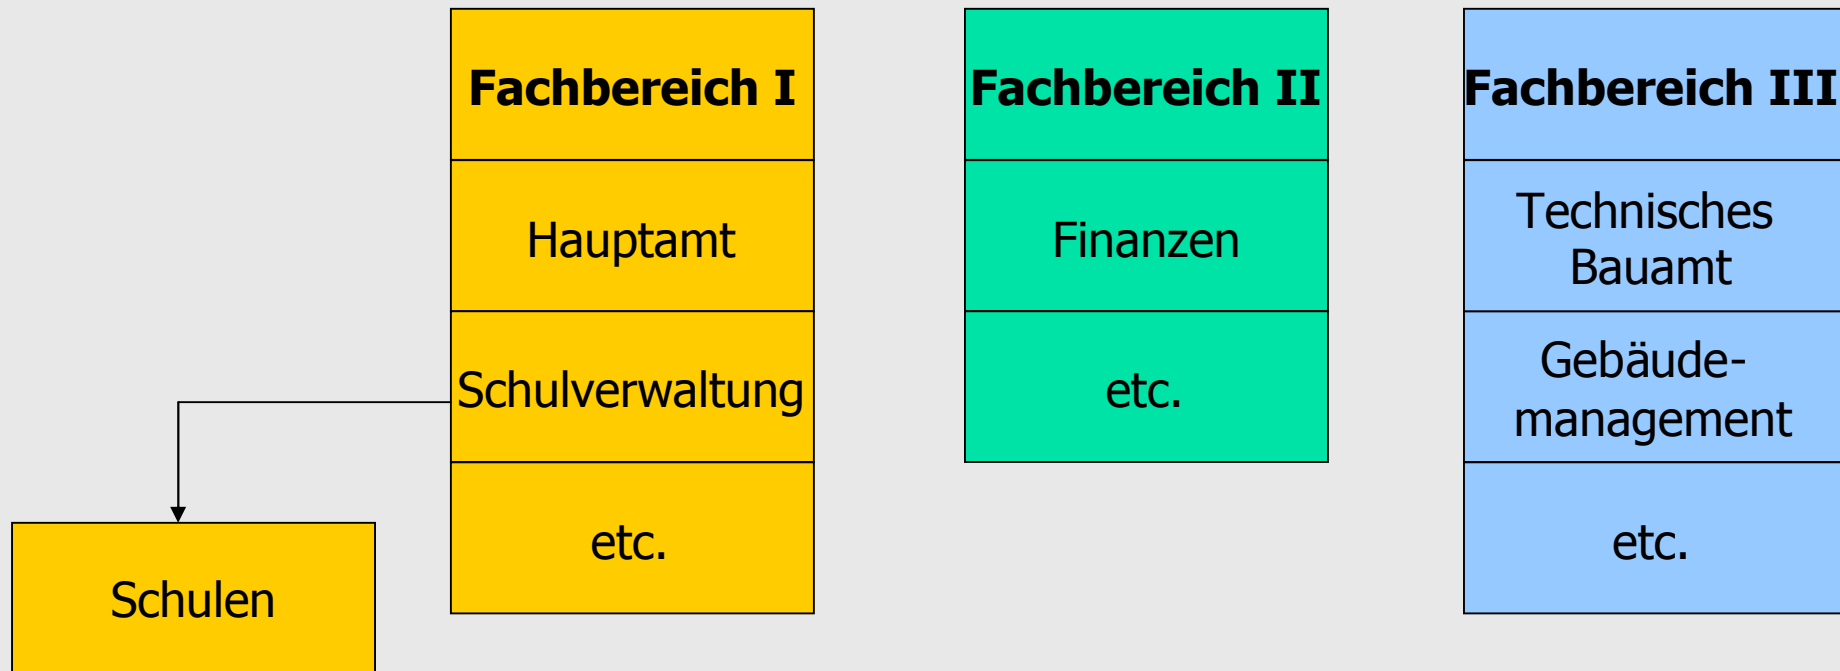 Fachbereich I
Hauptamt
Schulverwaltung
etc.
Schulen
Fachbereich II
Finanzen
etc.
Fachbereich III
Technisches
Bauamt
Gebäude-
management
etc.